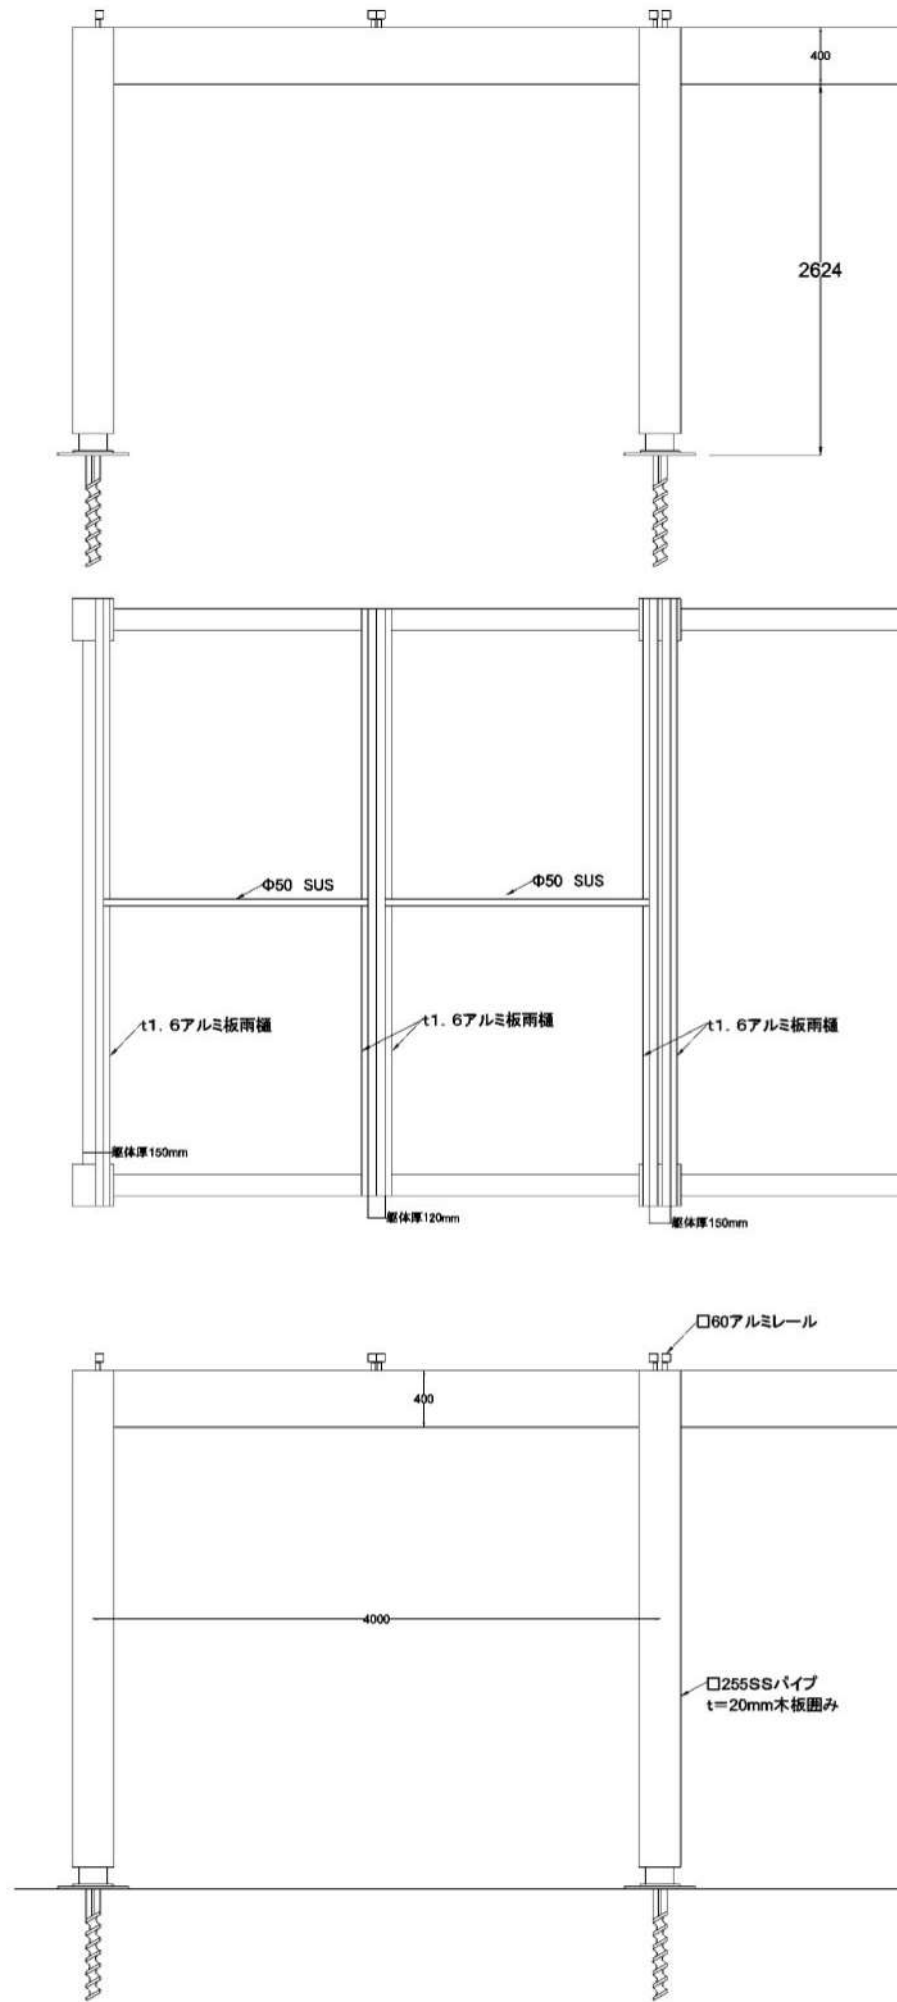 400
2624
Φ50 SUS
Φ50 SUS
t1. 6アルミ板雨樋
t1. 6アルミ板雨樋
t1. 6アルミ板雨樋
躯体厚150mm
躯体厚120mm
躯体厚150mm
□60アルミレール
400
4000
□255SSパイプ
t=20mm木板囲み